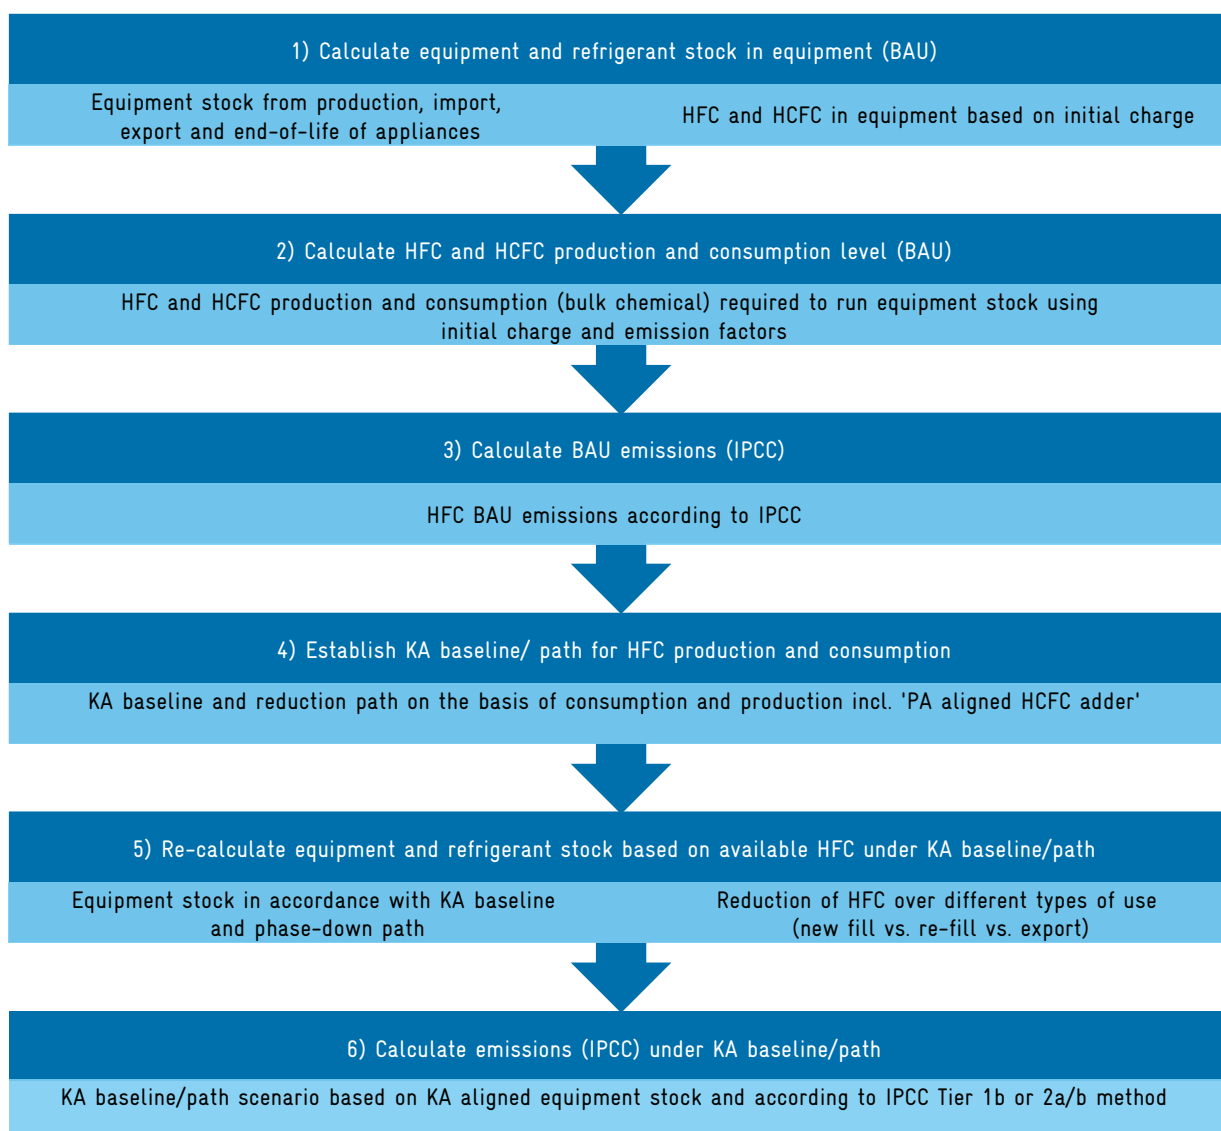 1) Calculate equipment and refrigerant stock in equipment (BAU)
Equipment stock from production, import,
export and end-of-life of appliances
HFC and HCFC in equipment based on initial charge
2) Calculate HFC and HCFC production and consumption level (BAU)
HFC and HCFC production and consumption (bulk chemical) required to run equipment stock using
initial charge and emission factors
3) Calculate BAU emissions (IPCC)
HFC BAU emissions according to IPCC
4) Establish KA baseline/ path for HFC production and consumption
KA baseline and reduction path on the basis of consumption and production incl. 'PA aligned HCFC adder'
5) Re-calculate equipment and refrigerant stock based on available HFC under KA baseline/path
Equipment stock in accordance with KA baseline
and phase-down path
Reduction of HFC over different types of use
(new fill vs. re-fill vs. export)
6) Calculate emissions (IPCC) under KA baseline/path
KA baseline/path scenario based on KA aligned equipment stock and according to IPCC Tier 1b or 2a/b method